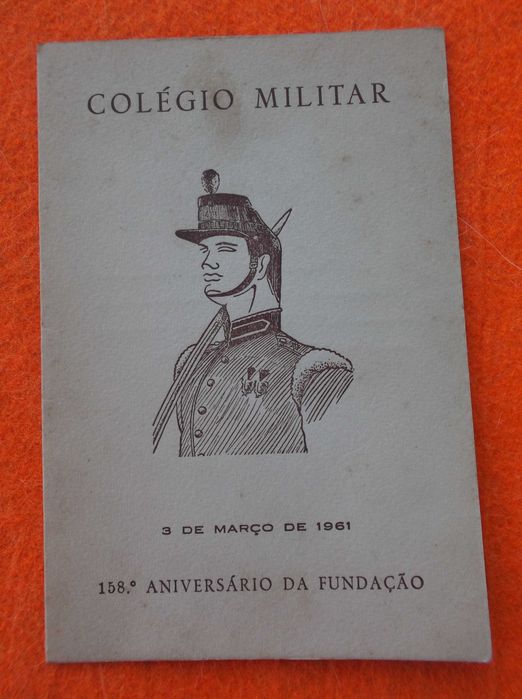 COLÉGIO MILITAR
3 DE MARÇO DE 1961
158.º ANIVERSÁRIO DA FUNDAÇÃO